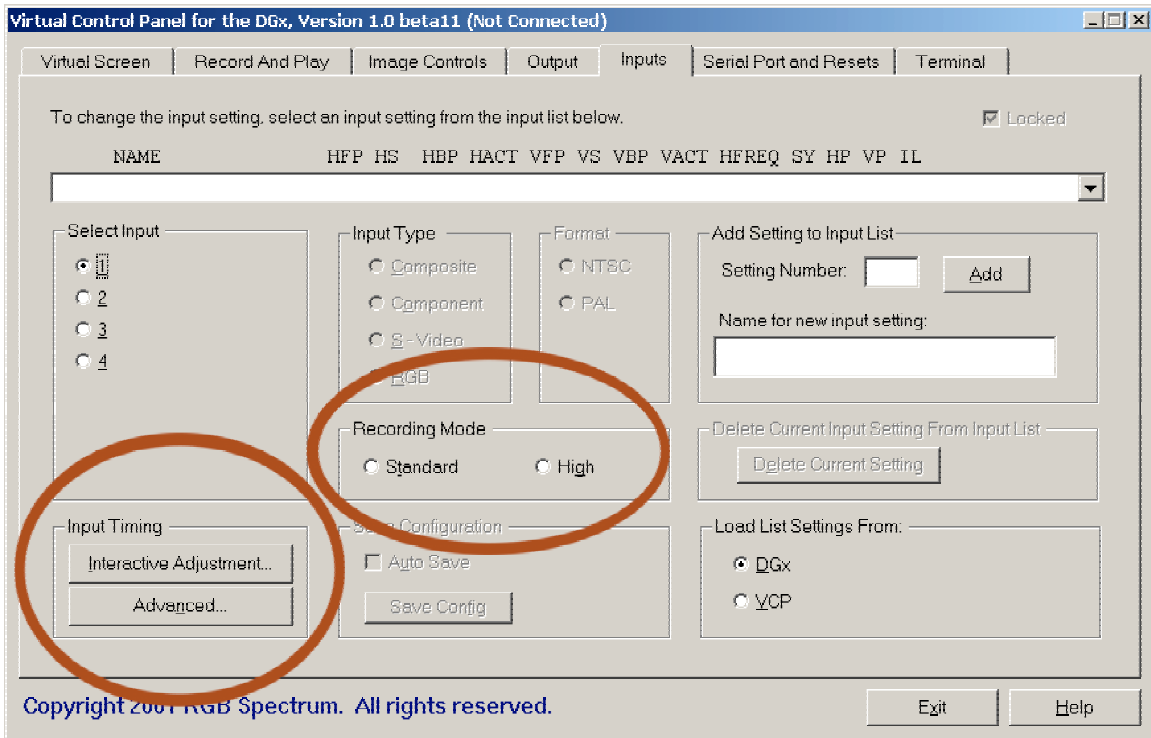 Virtual Control Panel for the DGx, Version 1.0 beta11 (Not Connected)
Virtual Screen Record And Play Image Controls Output Inputs Serial Port and Resets Terminal
To change the input setting, select an input setting from the input list below. Locked
NAME HFP HS HBP HACT VFP VS VBP VACT HFREQ SY HP VP IL
Select Input
1
2
3
4
Input Type
Composite
Component
S-Video
RGB
Format
NTSC
PAL
Add Setting to Input List
Setting Number: Add
Name for new input setting:
Recording Mode
Standard High
Delete Current Input Setting From Input List
Delete Current Setting
Input Timing
Interactive Adjustment...
Advanced...
Save Configuration
Auto Save
Save Config
Load List Settings From:
DGx
VCP
Copyright 2001 RGB Spectrum. All rights reserved.
Exit Help